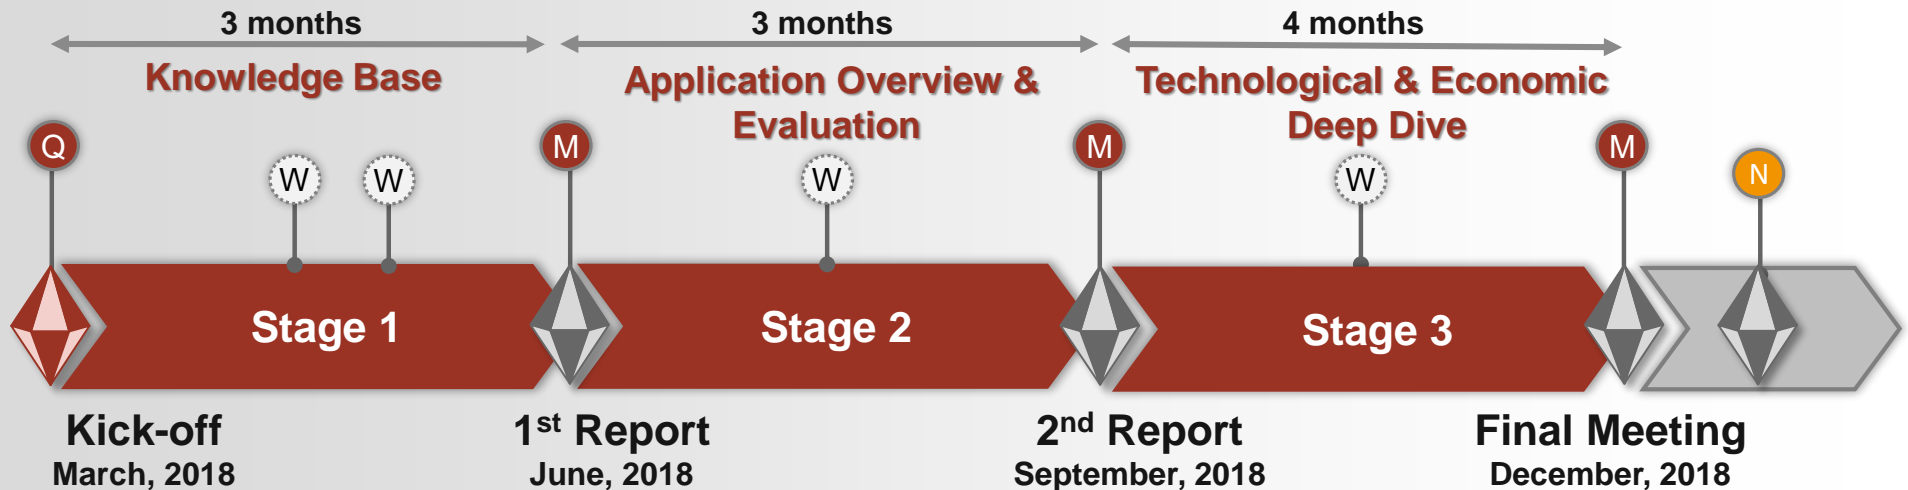 3 months
3 months
4 months
Knowledge Base
Application Overview &
Evaluation
Technological & Economic
Deep Dive
Q
M
M
M
W
W
W
W
N
Stage 1
Stage 2
Stage 3
Kick-off
March, 2018
1st Report
June, 2018
2nd Report
September, 2018
Final Meeting
December, 2018